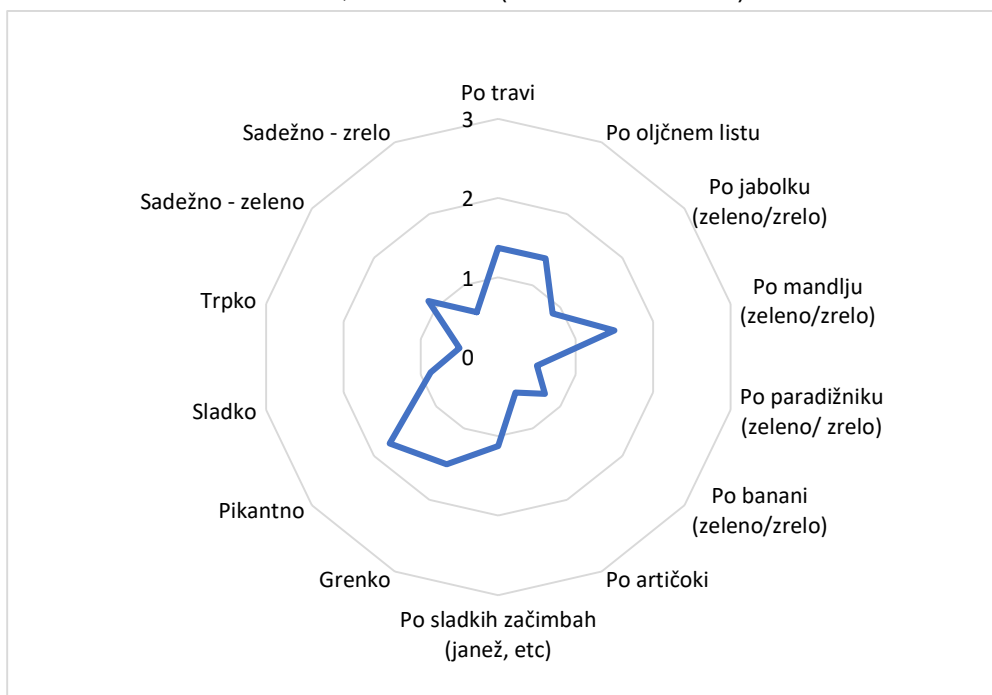 Po travi
3
Sadežno - zrelo
Po oljčnem listu
Po jabolku
(zeleno/zrelo)
Sadežno - zeleno
2
Po mandlju
(zeleno/zrelo)
1
Trpko
0
Po paradižniku
(zeleno/ zrelo)
Sladko
Po banani
(zeleno/zrelo)
Pikantno
Po artičoki
Grenko
Po sladkih začimbah
(janež, etc)